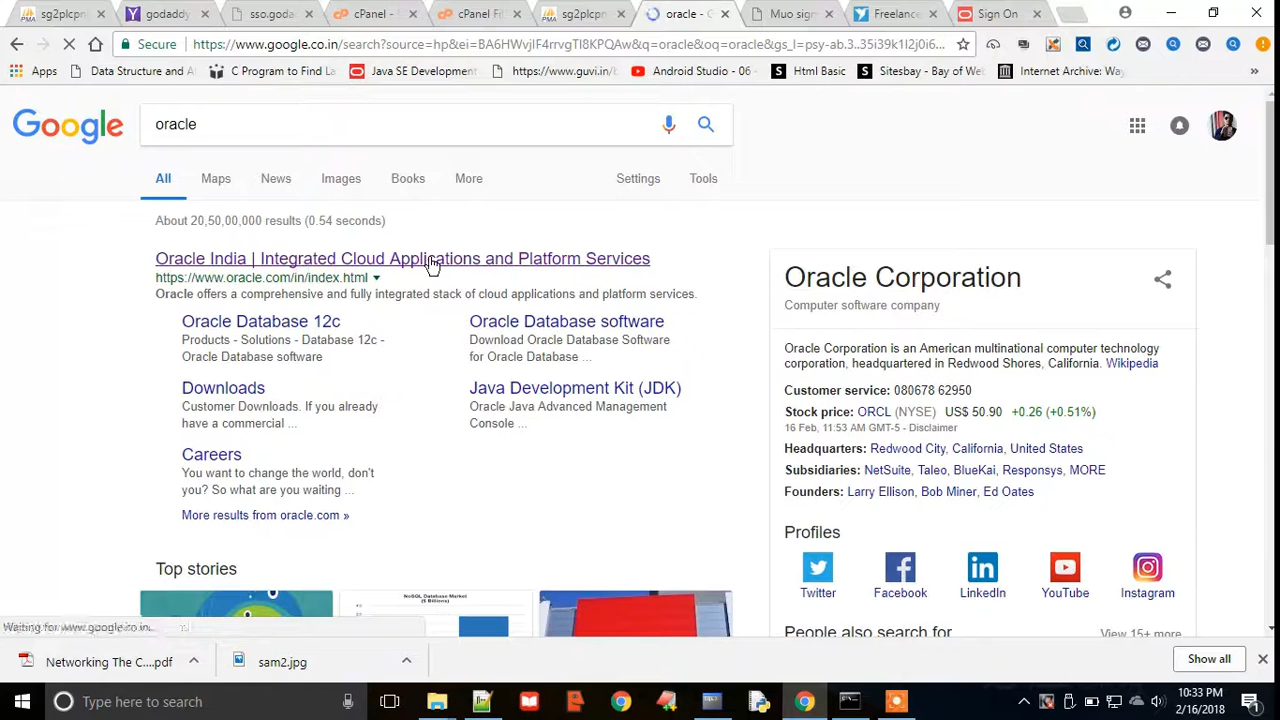 sg2plcpn
godaddy
sso.goda
cPanel -
cPanel Fi
sg2plcpn
oracle - G
Muo sign
Freelance
Sign On
Secure https://www.google.co.in/search?source=hp&ei=BA6HWvjIF4rrvgTI8KPQAw&q=oracle&oq=oracle&gs_l=psy-ab.3..35i39k1l2j0i6...
Apps
Data Structure and Al
C Program to Find La
Java SE Development
https://www.guvi.in/b
Android Studio - 06 -
Html Basic
Sitesbay - Bay of Web
Internet Archive: Way
»
Google
oracle
All Maps News Images Books More Settings Tools
About 20,50,00,000 results (0.54 seconds)
Oracle India | Integrated Cloud Applications and Platform Services
https://www.oracle.com/in/index.html
Oracle offers a comprehensive and fully integrated stack of cloud applications and platform services.
Oracle Database 12c
Products - Solutions - Database 12c -
Oracle Database software
Oracle Database software
Download Oracle Database Software
for Oracle Database ...
Downloads
Customer Downloads. If you already
have a commercial ...
Java Development Kit (JDK)
Oracle Java Advanced Management
Console ...
Careers
You want to change the world, don't
you? So what are you waiting ...
More results from oracle.com »
Top stories
NoSQL Database Market
($ Billions)
Oracle Corporation
Computer software company
Oracle Corporation is an American multinational computer technology
corporation, headquartered in Redwood Shores, California. Wikipedia
Customer service: 080678 62950
Stock price: ORCL (NYSE) US$ 50.90 +0.26 (+0.51%)
16 Feb, 11:53 AM GMT-5 - Disclaimer
Headquarters: Redwood City, California, United States
Subsidiaries: NetSuite, Taleo, BlueKai, Responsys, MORE
Founders: Larry Ellison, Bob Miner, Ed Oates
Profiles
Twitter
Facebook
LinkedIn
YouTube
Instagram
People also search for
View 15+ more
Waiting for www.google.co.in...
Networking The C....pdf
sam2.jpg
Show all
Type here to search
10:33 PM
2/16/2018